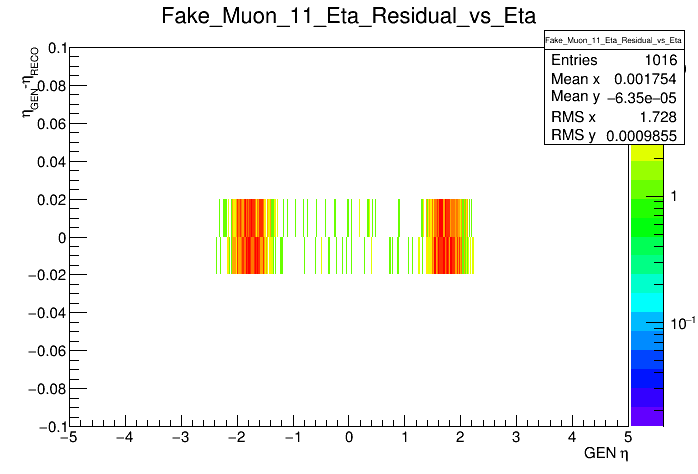 Fake_Muon_11_Eta_Residual_vs_Eta
Fake_Muon_11_Eta_Residual_vs_Eta
Entries 1016
Mean x 0.001754
Mean y −6.35e−05
RMS x 1.728
RMS y 0.0009855
ηGEN-ηRECO
0.1
0.08
0.06
0.04
0.02
0
−0.02
−0.04
−0.06
−0.08
−0.1
1
10−1
−5 −4 −3 −2 −1 0 1 2 3 4 5
GEN η